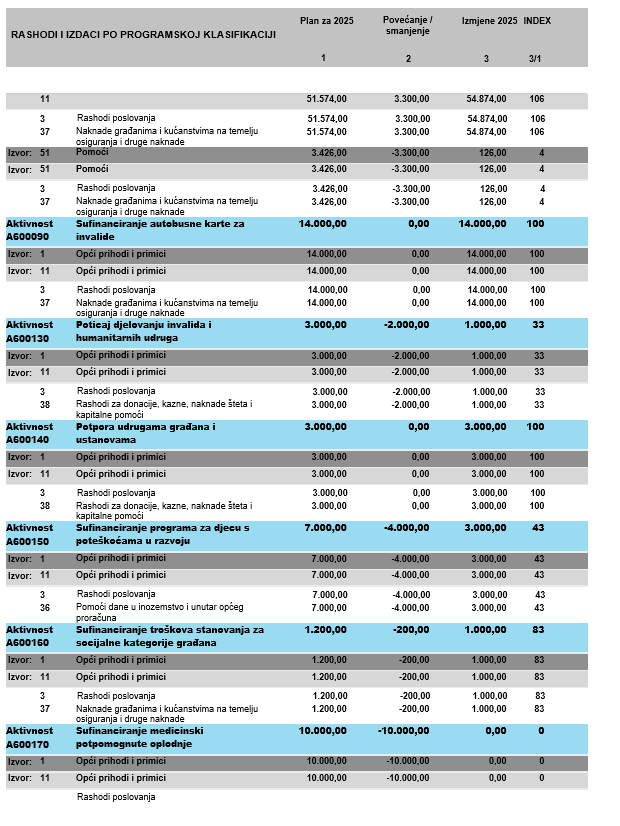 RASHODI I IZDACI PO PROGRAMSKOJ KLASIFIKACIJI Plan za 2025 Povećanje / smanjenje Izmjene 2025 INDEX
1 2 3 3/1
11 51.574,00 3.300,00 54.874,00 106
3 Rashodi poslovanja 51.574,00 3.300,00 54.874,00 106
37 Naknade građanima i kućanstvima na temelju 51.574,00 3.300,00 54.874,00 106
osiguranja i druge naknade
Izvor: 51 Pomoći 3.426,00 -3.300,00 126,00 4
Izvor: 51 Pomoći 3.426,00 -3.300,00 126,00 4
3 Rashodi poslovanja 3.426,00 -3.300,00 126,00 4
37 Naknade građanima i kućanstvima na temelju 3.426,00 -3.300,00 126,00 4
osiguranja i druge naknade
Aktivnost Sufinanciranje autobusne karte za 14.000,00 0,00 14.000,00 100
A600090 invalide
Izvor: 1 Opći prihodi i primici 14.000,00 0,00 14.000,00 100
Izvor: 11 Opći prihodi i primici 14.000,00 0,00 14.000,00 100
3 Rashodi poslovanja 14.000,00 0,00 14.000,00 100
37 Naknade građanima i kućanstvima na temelju 14.000,00 0,00 14.000,00 100
osiguranja i druge naknade
Aktivnost Poticaj djelovanju invalida i 3.000,00 -2.000,00 1.000,00 33
A600130 humanitarnih udruga
Izvor: 1 Opći prihodi i primici 3.000,00 -2.000,00 1.000,00 33
Izvor: 11 Opći prihodi i primici 3.000,00 -2.000,00 1.000,00 33
3 Rashodi poslovanja 3.000,00 -2.000,00 1.000,00 33
38 Rashodi za donacije, kazne, naknade šteta i 3.000,00 -2.000,00 1.000,00 33
kapitalne pomoći
Aktivnost Potpora udrugama građana i 3.000,00 0,00 3.000,00 100
A600140 ustanovama
Izvor: 1 Opći prihodi i primici 3.000,00 0,00 3.000,00 100
Izvor: 11 Opći prihodi i primici 3.000,00 0,00 3.000,00 100
3 Rashodi poslovanja 3.000,00 0,00 3.000,00 100
38 Rashodi za donacije, kazne, naknade šteta i 3.000,00 0,00 3.000,00 100
kapitalne pomoći
Aktivnost Sufinanciranje programa za djecu s 7.000,00 -4.000,00 3.000,00 43
A600150 poteškoćama u razvoju
Izvor: 1 Opći prihodi i primici 7.000,00 -4.000,00 3.000,00 43
Izvor: 11 Opći prihodi i primici 7.000,00 -4.000,00 3.000,00 43
3 Rashodi poslovanja 7.000,00 -4.000,00 3.000,00 43
36 Pomoći dane u inozemstvo i unutar općeg 7.000,00 -4.000,00 3.000,00 43
proračuna
Aktivnost Sufinanciranje troškova stanovanja za 1.200,00 -200,00 1.000,00 83
A600160 socijalne kategorije građana
Izvor: 1 Opći prihodi i primici 1.200,00 -200,00 1.000,00 83
Izvor: 11 Opći prihodi i primici 1.200,00 -200,00 1.000,00 83
3 Rashodi poslovanja 1.200,00 -200,00 1.000,00 83
37 Naknade građanima i kućanstvima na temelju 1.200,00 -200,00 1.000,00 83
osiguranja i druge naknade
Aktivnost Sufinanciranje medicinski 10.000,00 -10.000,00 0,00 0
A600170 potpomognute oplodnje
Izvor: 1 Opći prihodi i primici 10.000,00 -10.000,00 0,00 0
Izvor: 11 Opći prihodi i primici 10.000,00 -10.000,00 0,00 0
Rashodi poslovanja